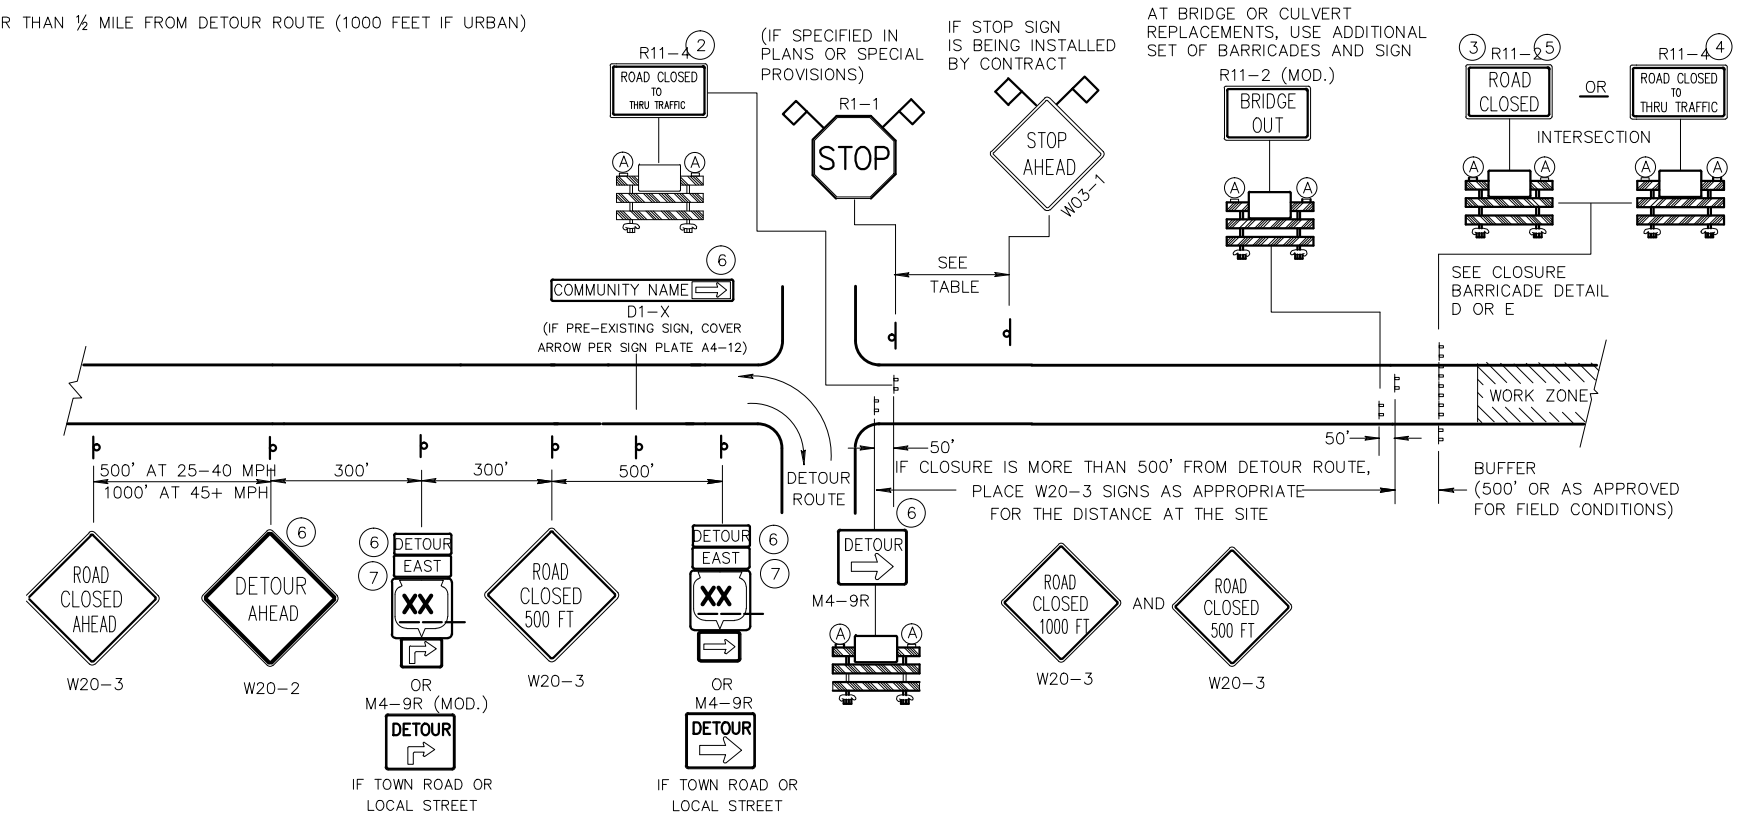 R THAN ½ MILE FROM DETOUR ROUTE (1000 FEET IF URBAN)
R11-4
2
ROAD CLOSED
TO
THRU TRAFFIC
A
A
(IF SPECIFIED IN
PLANS OR SPECIAL
PROVISIONS)
R1-1
STOP
IF STOP SIGN
IS BEING INSTALLED
BY CONTRACT
STOP
AHEAD
W03-1
AT BRIDGE OR CULVERT
REPLACEMENTS, USE ADDITIONAL
SET OF BARRICADES AND SIGN
R11-2 (MOD.)
BRIDGE
OUT
A
A
3
R11-2
5
ROAD
CLOSED
OR
R11-4
4
ROAD CLOSED
TO
THRU TRAFFIC
INTERSECTION
A
A
A
A
6
COMMUNITY NAME
D1-X
(IF PRE-EXISTING SIGN, COVER
ARROW PER SIGN PLATE A4-12)
SEE
TABLE
SEE CLOSURE
BARRICADE DETAIL
D OR E
WORK ZONE
50'
50'
500' AT 25-40 MPH
1000' AT 45+ MPH
300'
300'
500'
DETOUR
ROUTE
IF CLOSURE IS MORE THAN 500' FROM DETOUR ROUTE,
PLACE W20-3 SIGNS AS APPROPRIATE
FOR THE DISTANCE AT THE SITE
BUFFER
(500' OR AS APPROVED
FOR FIELD CONDITIONS)
ROAD
CLOSED
AHEAD
W20-3
6
DETOUR
AHEAD
W20-2
6
7
DETOUR
EAST
XX
OR
M4-9R (MOD.)
DETOUR
IF TOWN ROAD OR
LOCAL STREET
ROAD
CLOSED
500 FT
W20-3
DETOUR
EAST
XX
6
7
OR
M4-9R
DETOUR
IF TOWN ROAD OR
LOCAL STREET
6
DETOUR
M4-9R
A
A
ROAD
CLOSED
1000 FT
W20-3
AND
ROAD
CLOSED
500 FT
W20-3